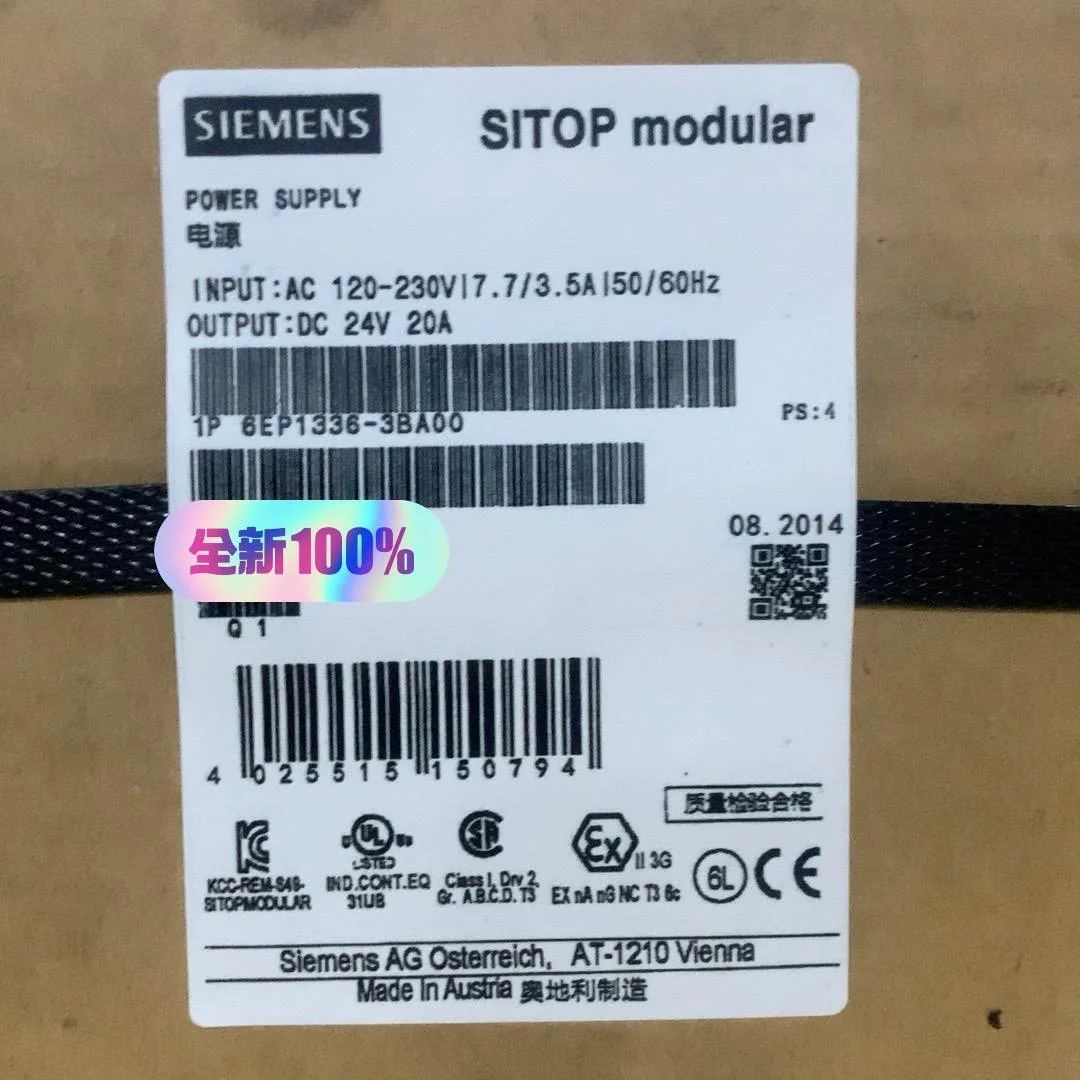 SIEMENS
SITOP modular
POWER SUPPLY
电源
INPUT:AC 120-230V|7.7/3.5A|50/60Hz
OUTPUT:DC 24V 20A
1P 6EP1336-3BA00
PS:4
全新100%
08.2014
Q 1
4 025515 150794
质量检验合格
KCC-REM-S49-
SITOPMODULAR
UL
LISTED
IND.CONT.EQ
31UB
Class I, Drv 2,
Gr. A.B.C.D. T3
Ex II 3G
EX nA nG NC T3 Gc
6L
CE
Siemens AG Osterreich, AT-1210 Vienna
Made In Austria 奥地利制造